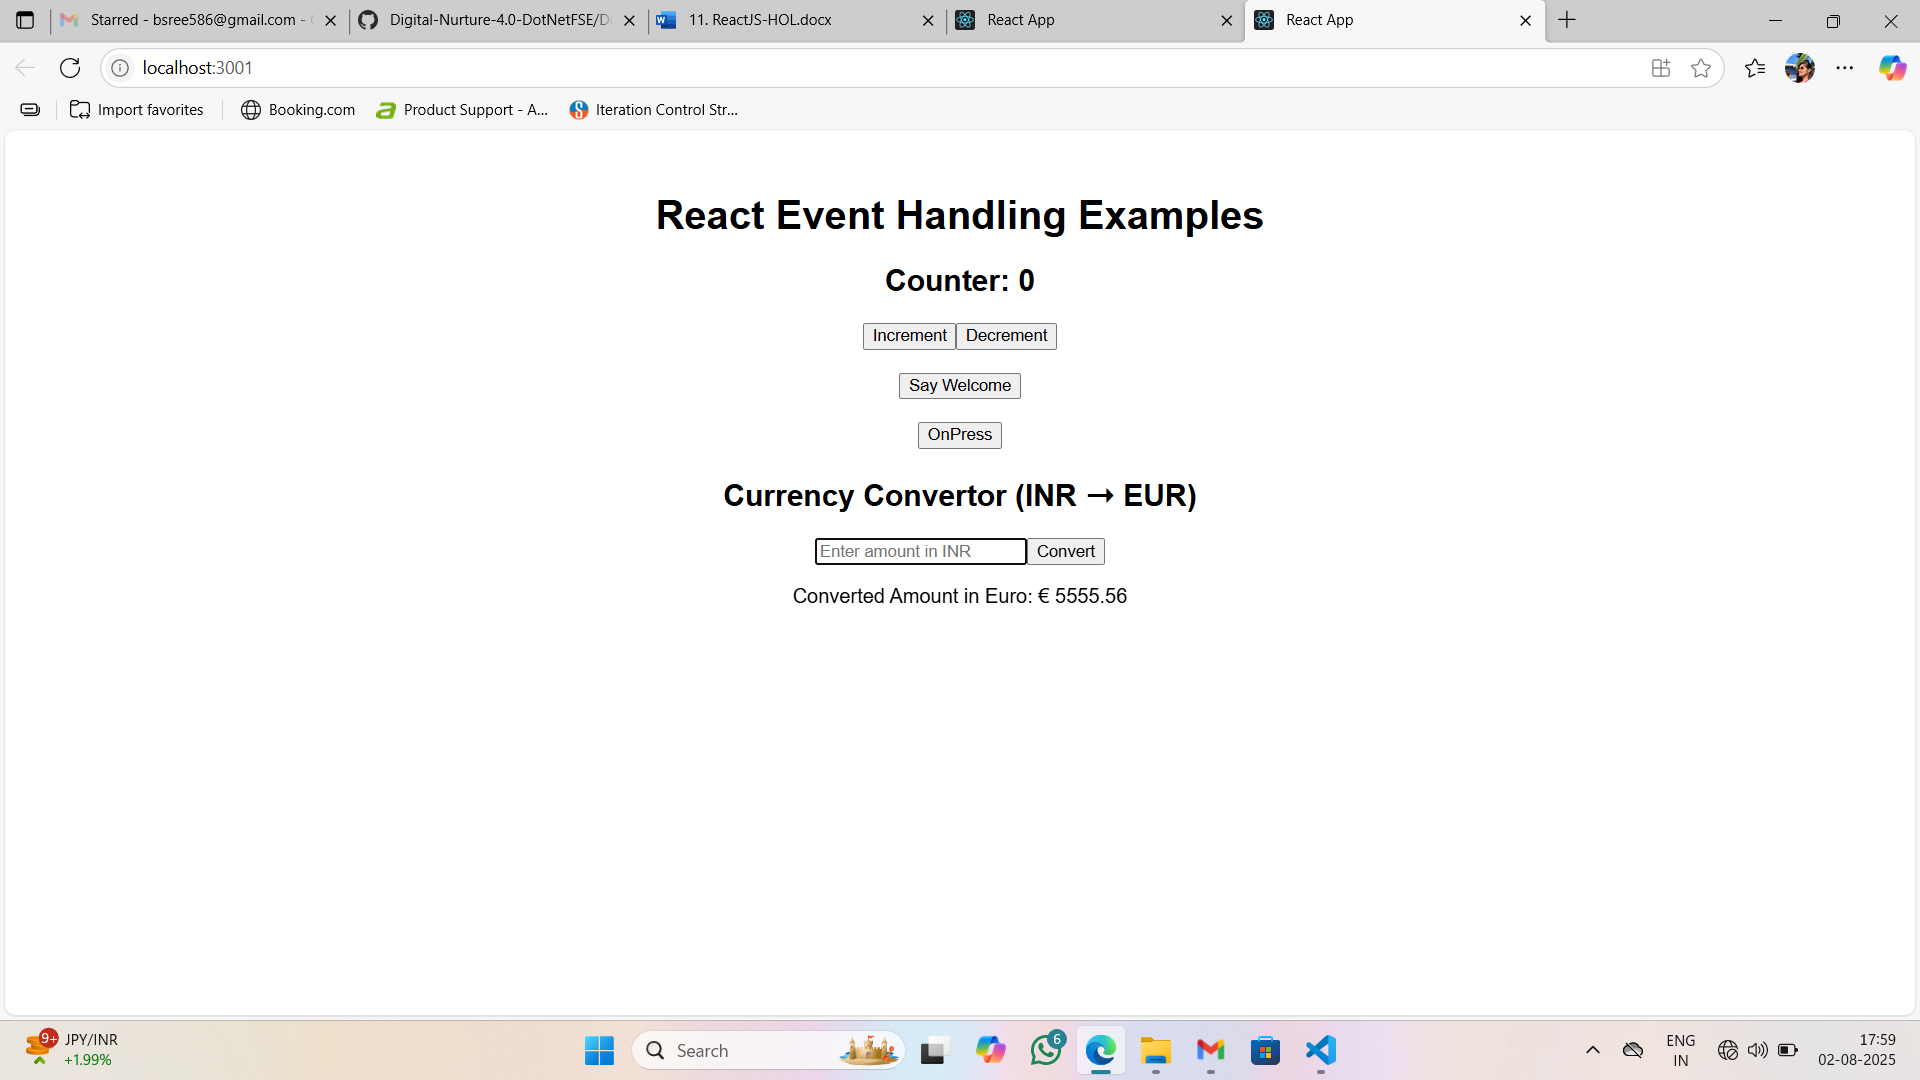 Starred - bsree586@gmail.com -
Digital-Nurture-4.0-DotNetFSE/D
11. ReactJS-HOL.docx
React App
React App
localhost:3001
Import favorites
Booking.com
Product Support - A...
Iteration Control Str...
React Event Handling Examples
Counter: 0
Increment Decrement
Say Welcome
OnPress
Currency Convertor (INR → EUR)
Enter amount in INR Convert
Converted Amount in Euro: € 5555.56
9+ JPY/INR
+1.99%
Search
6
ENG
IN
17:59
02-08-2025